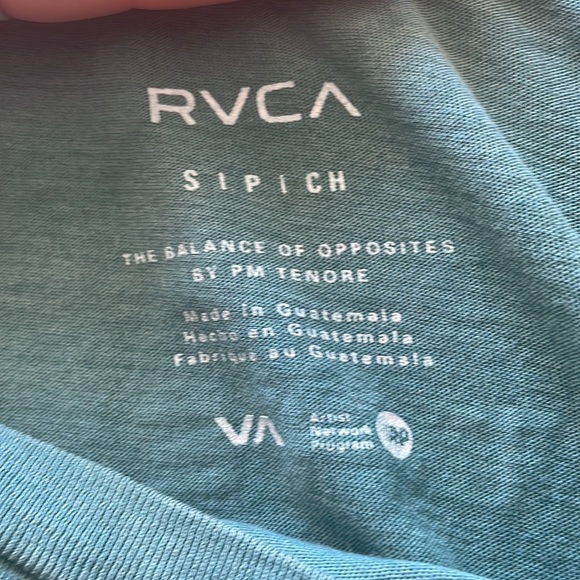 RVCA
S | P | CH
THE BALANCE OF OPPOSITES
BY PM TENORE
Made in Guatemala
Hecho en Guatemala
Fabriqué au Guatemala
VA
Artist
Network
Program